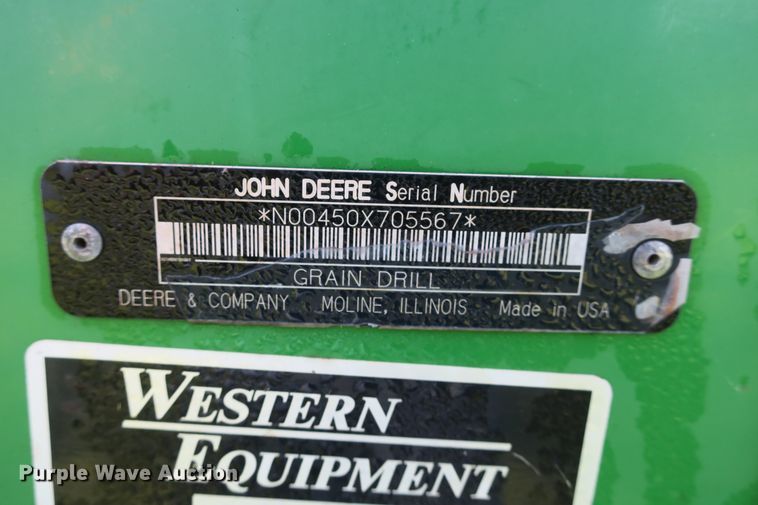 JOHN DEERE Serial Number
*N00450X705567*
GRAIN DRILL
DEERE & COMPANY MOLINE, ILLINOIS Made in USA
WESTERN
EQUIPMENT
Purple Wave Auction